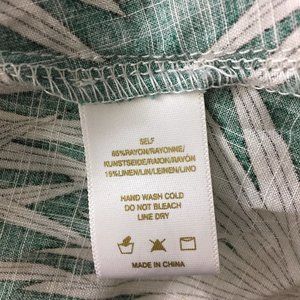 SELF
85%RAYON/RAYONNE/
KUNSTSEIDE/RAION/RAYÓN
15%LINEN/LIN/LEINEN/LINO
HAND WASH COLD
DO NOT BLEACH
LINE DRY
MADE IN CHINA